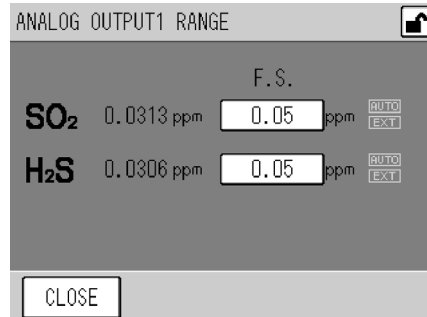 ANALOG OUTPUT1 RANGE
F.S.
SO₂ 0.0313 ppm 0.05 ppm AUTO EXT
H₂S 0.0306 ppm 0.05 ppm AUTO EXT
CLOSE